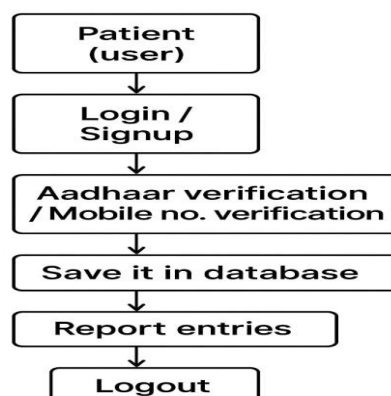 Patient
(user)
Login /
Signup
Aadhaar verification
/ Mobile no. verification
Save it in database
Report entries
Logout